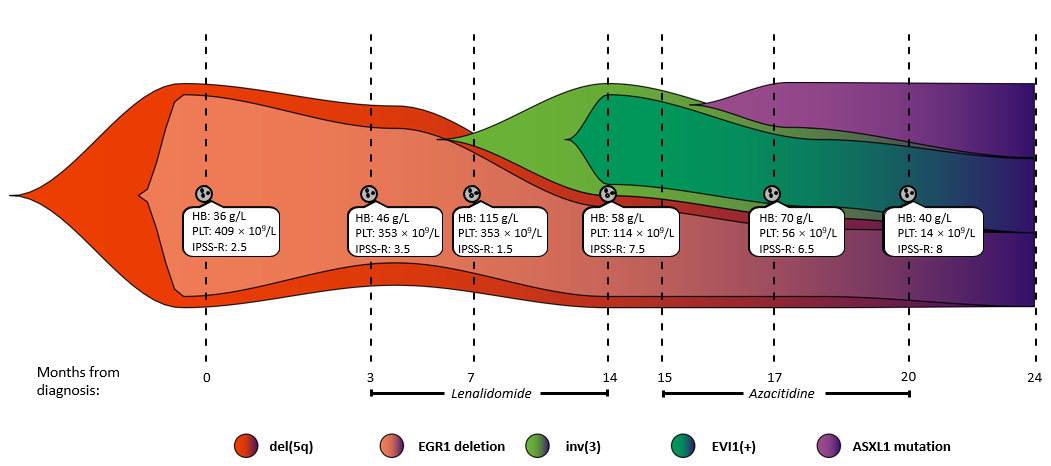 HB: 36 g/L
PLT: 409 × 10⁹/L
IPSS-R: 2.5
HB: 46 g/L
PLT: 353 × 10⁹/L
IPSS-R: 3.5
HB: 115 g/L
PLT: 353 × 10⁹/L
IPSS-R: 1.5
HB: 58 g/L
PLT: 114 × 10⁹/L
IPSS-R: 7.5
HB: 70 g/L
PLT: 56 × 10⁹/L
IPSS-R: 6.5
HB: 40 g/L
PLT: 14 × 10⁹/L
IPSS-R: 8
Months from
diagnosis:
0 3 7 14 15 17 20 24
Lenalidomide Azacitidine
del(5q) EGR1 deletion inv(3) EVI1(+) ASXL1 mutation